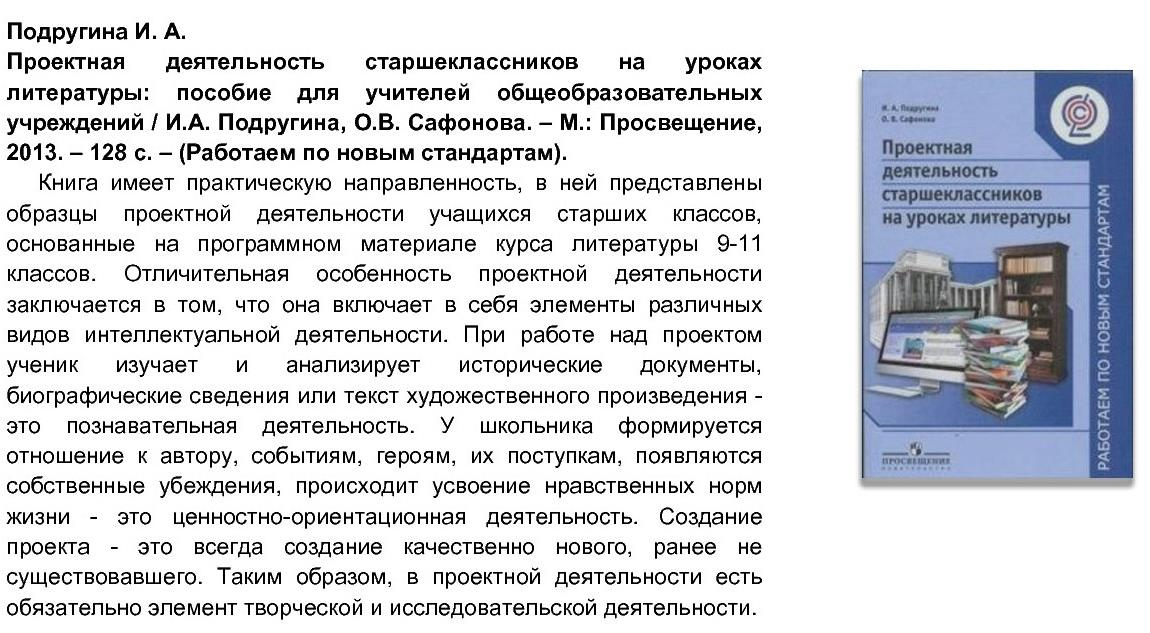 Подругина И. А.
Проектная деятельность старшеклассников на уроках
литературы: пособие для учителей общеобразовательных
учреждений / И.А. Подругина, О.В. Сафонова. – М.: Просвещение,
2013. – 128 с. – (Работаем по новым стандартам).
Книга имеет практическую направленность, в ней представлены
образцы проектной деятельности учащихся старших классов,
основанные на программном материале курса литературы 9-11
классов. Отличительная особенность проектной деятельности
заключается в том, что она включает в себя элементы различных
видов интеллектуальной деятельности. При работе над проектом
ученик изучает и анализирует исторические документы,
биографические сведения или текст художественного произведения -
это познавательная деятельность. У школьника формируется
отношение к автору, событиям, героям, их поступкам, появляются
собственные убеждения, происходит усвоение нравственных норм
жизни - это ценностно-ориентационная деятельность. Создание
проекта - это всегда создание качественно нового, ранее не
существовавшего. Таким образом, в проектной деятельности есть
обязательно элемент творческой и исследовательской деятельности.
И. А. Подругина
О. В. Сафонова
Проектная
деятельность
старшеклассников
на уроках литературы
РАБОТАЕМ ПО НОВЫМ СТАНДАРТАМ
ПРОСВЕЩЕНИЕ
ИЗДАТЕЛЬСТВО